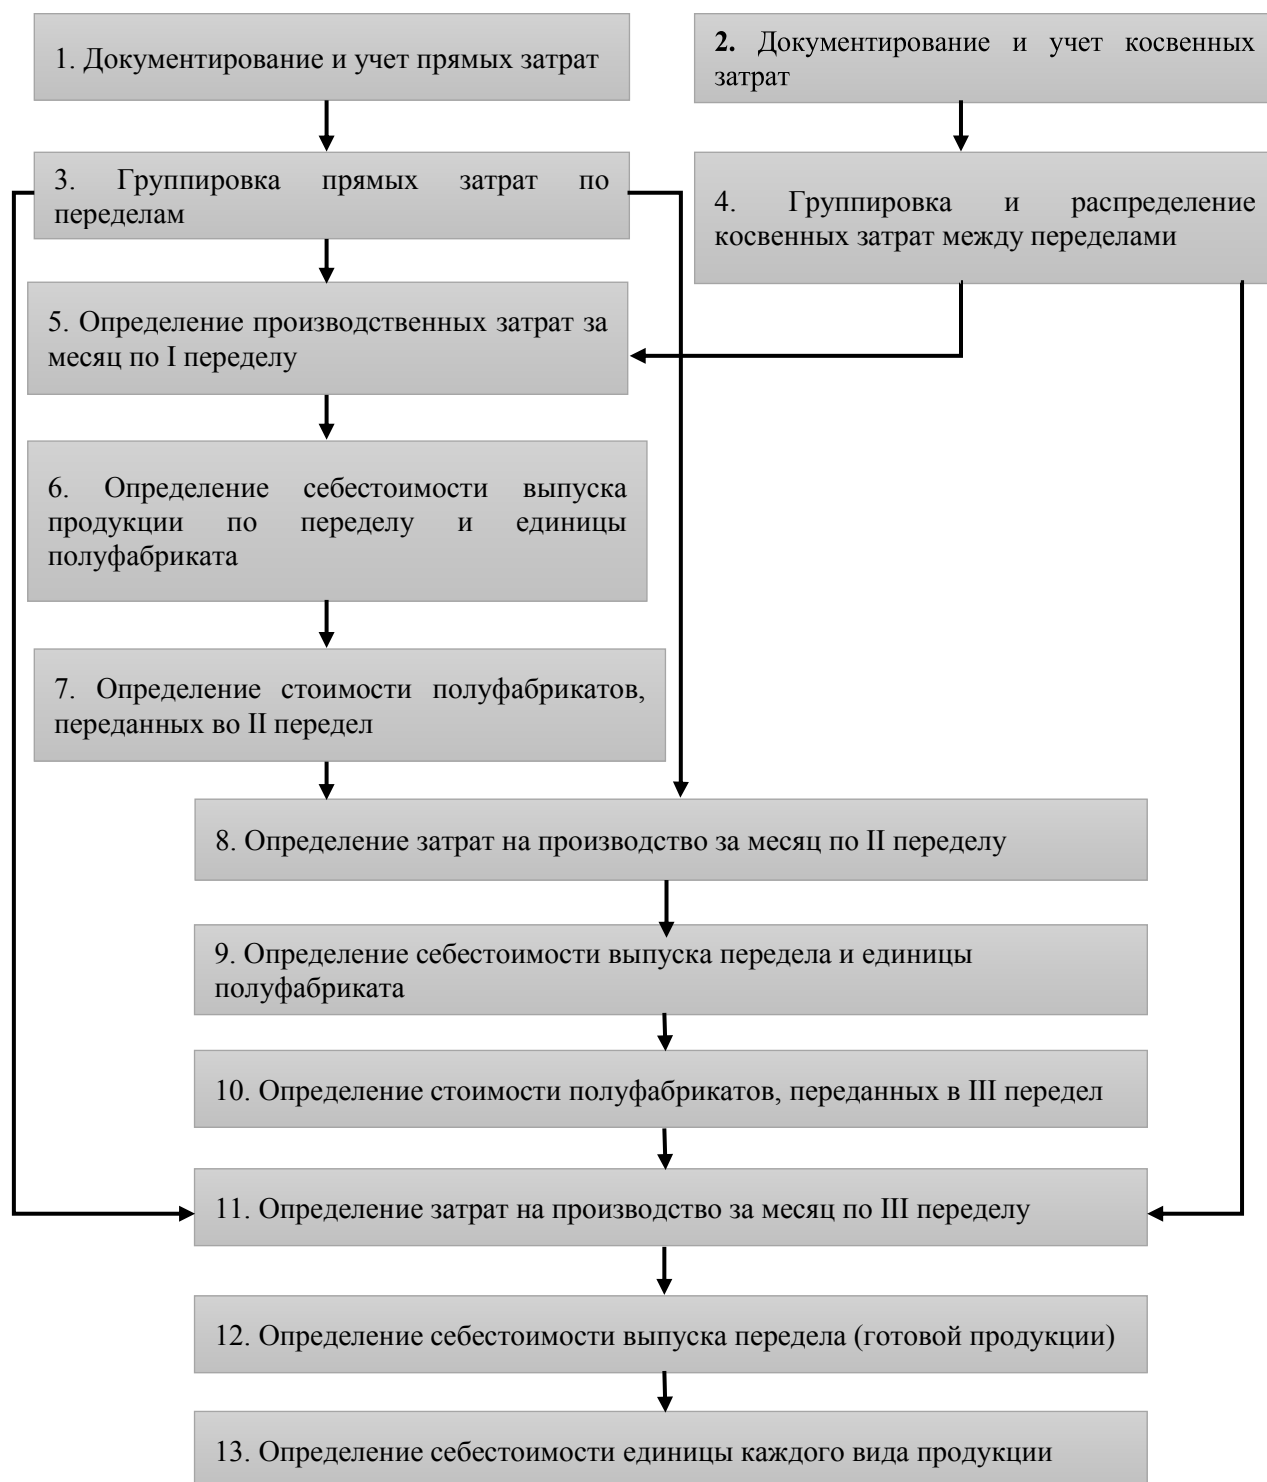 1. Документирование и учет прямых затрат
2. Документирование и учет косвенных
затрат
3. Группировка прямых затрат по
переделам
4. Группировка и распределение
косвенных затрат между переделами
5. Определение производственных затрат за
месяц по I переделу
6. Определение себестоимости выпуска
продукции по переделу и единицы
полуфабриката
7. Определение стоимости полуфабрикатов,
переданных во II передел
8. Определение затрат на производство за месяц по II переделу
9. Определение себестоимости выпуска передела и единицы
полуфабриката
10. Определение стоимости полуфабрикатов, переданных в III передел
11. Определение затрат на производство за месяц по III переделу
12. Определение себестоимости выпуска передела (готовой продукции)
13. Определение себестоимости единицы каждого вида продукции